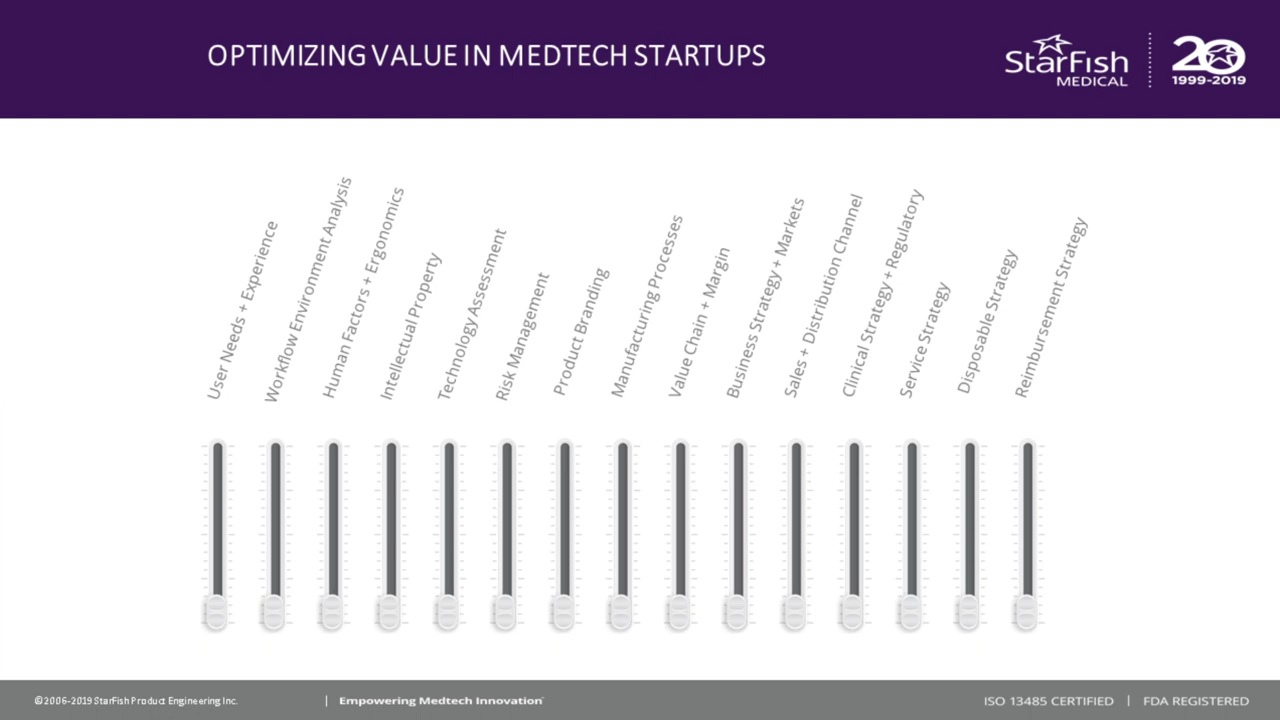 OPTIMIZING VALUE IN MEDTECH STARTUPS
StarFish
MEDICAL
20
1999-2019
User Needs + Experience
Workflow Environment Analysis
Human Factors + Ergonomics
Intellectual Property
Technology Assessment
Risk Management
Product Branding
Manufacturing Processes
Value Chain + Margin
Business Strategy + Markets
Sales + Distribution Channel
Clinical Strategy + Regulatory
Service Strategy
Disposable Strategy
Reimbursement Strategy
©2006-2019 StarFish Product Engineering Inc. | Empowering Medtech Innovation ISO 13485 CERTIFIED | FDA REGISTERED